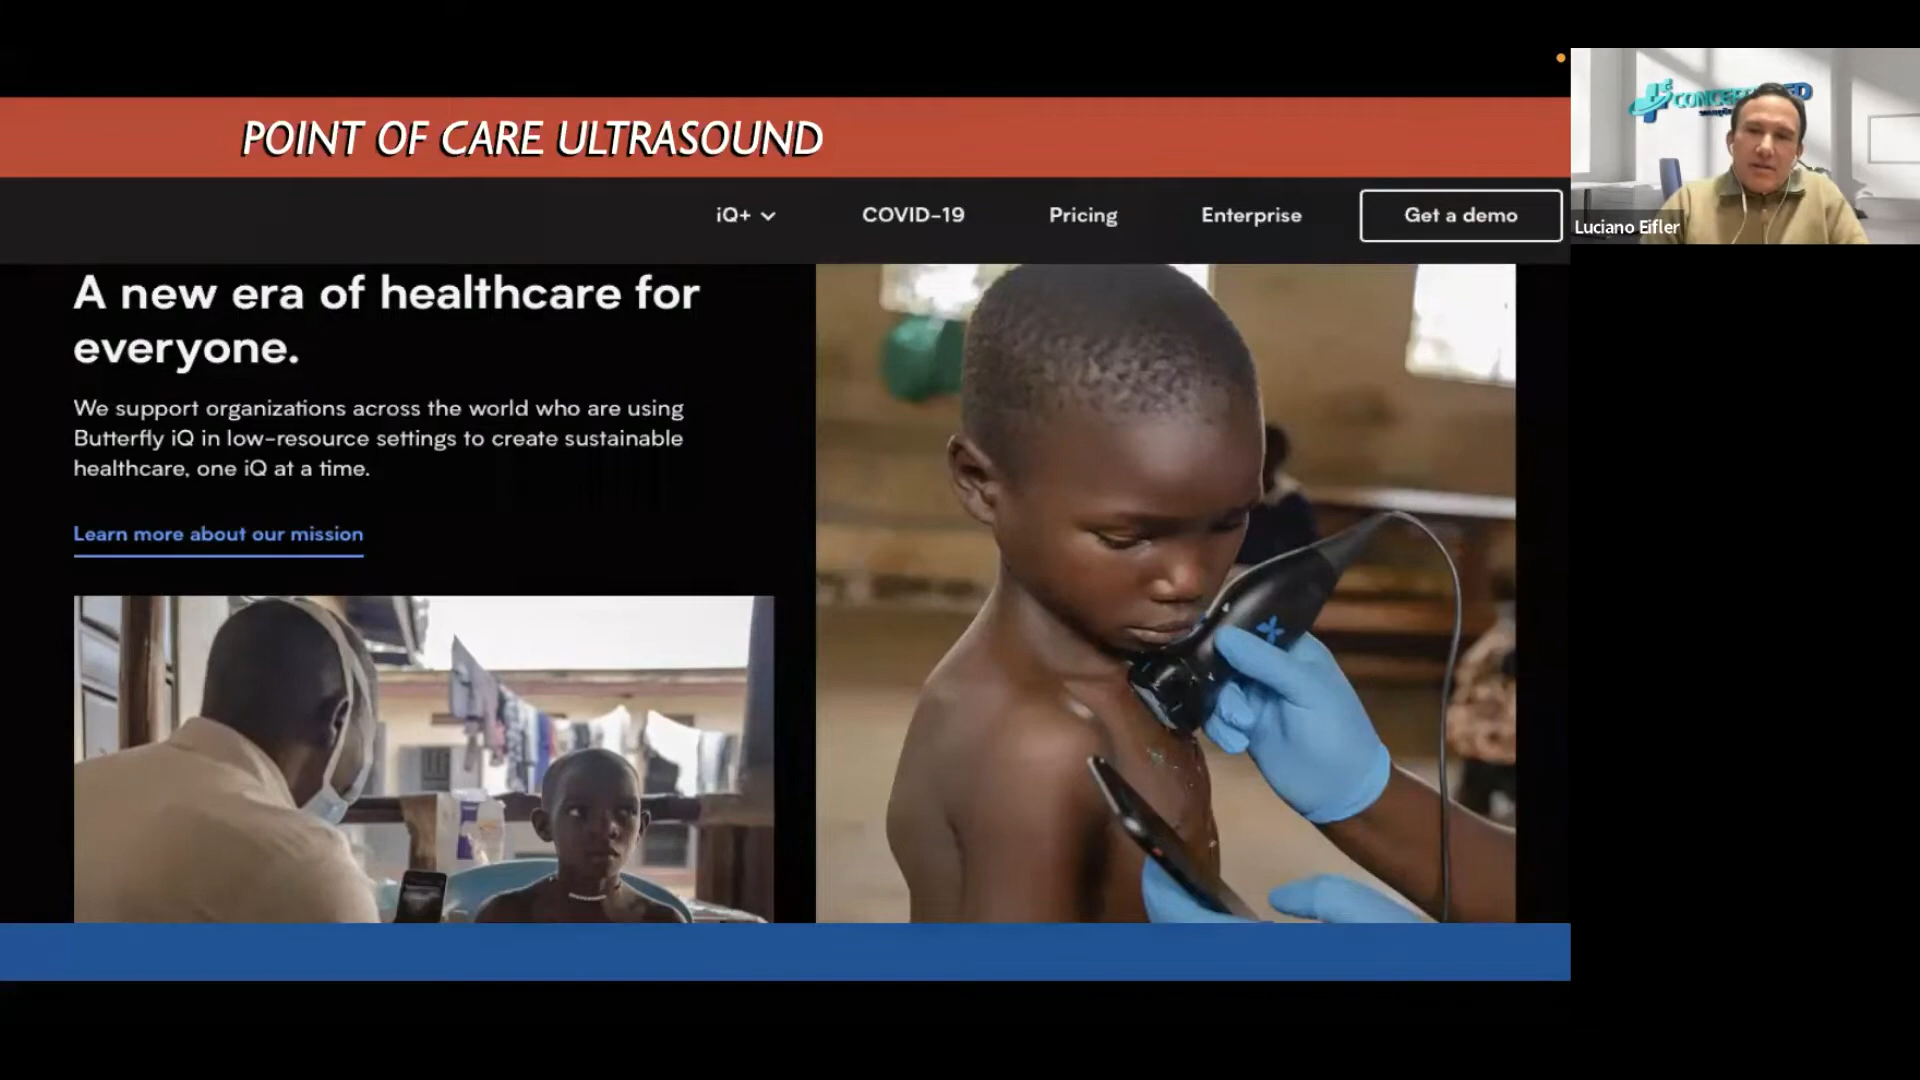 POINT OF CARE ULTRASOUND
iQ+
COVID-19
Pricing
Enterprise
Get a demo
Luciano Eifler
A new era of healthcare for
everyone.
We support organizations across the world who are using
Butterfly iQ in low-resource settings to create sustainable
healthcare, one iQ at a time.
Learn more about our mission